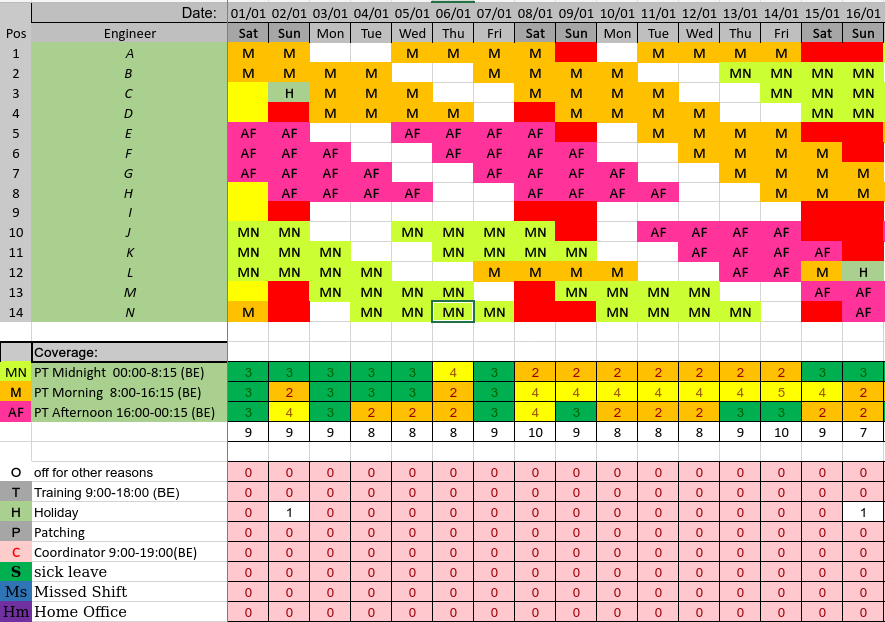 Date: 01/01 02/01 03/01 04/01 05/01 06/01 07/01 08/01 09/01 10/01 11/01 12/01 13/01 14/01 15/01 16/01
Pos Engineer Sat Sun Mon Tue Wed Thu Fri Sat Sun Mon Tue Wed Thu Fri Sat Sun
1 A M M M M M M M M M M
2 B M M M M M M M M MN MN MN MN
3 C H M M M M M M M MN MN MN
4 D M M M M M M M M MN MN
5 E AF AF AF AF AF AF M M M M
6 F AF AF AF AF AF AF AF M M M M
7 G AF AF AF AF AF AF AF AF M M M M
8 H AF AF AF AF AF AF AF AF M M M
9 I
10 J MN MN MN MN MN MN AF AF AF AF
11 K MN MN MN MN MN MN MN AF AF AF AF
12 L MN MN MN MN M M M M AF AF M H
13 M MN MN MN MN MN MN MN MN AF AF
14 N M MN MN MN MN MN MN MN MN AF
Coverage:
MN PT Midnight 00:00-8:15 (BE) 3 3 3 3 3 4 3 2 2 2 2 2 2 2 3 3
M PT Morning 8:00-16:15 (BE) 3 2 3 3 3 2 3 4 4 4 4 4 4 5 4 2
AF PT Afternoon 16:00-00:15 (BE) 3 4 3 2 2 2 3 4 3 2 2 2 3 3 2 2
9 9 9 8 8 8 9 10 9 8 8 8 9 10 9 7
O off for other reasons 0 0 0 0 0 0 0 0 0 0 0 0 0 0 0 0
T Training 9:00-18:00 (BE) 0 0 0 0 0 0 0 0 0 0 0 0 0 0 0 0
H Holiday 0 1 0 0 0 0 0 0 0 0 0 0 0 0 0 1
P Patching 0 0 0 0 0 0 0 0 0 0 0 0 0 0 0 0
C Coordinator 9:00-19:00(BE) 0 0 0 0 0 0 0 0 0 0 0 0 0 0 0 0
S sick leave 0 0 0 0 0 0 0 0 0 0 0 0 0 0 0 0
Ms Missed Shift 0 0 0 0 0 0 0 0 0 0 0 0 0 0 0 0
Hm Home Office 0 0 0 0 0 0 0 0 0 0 0 0 0 0 0 0